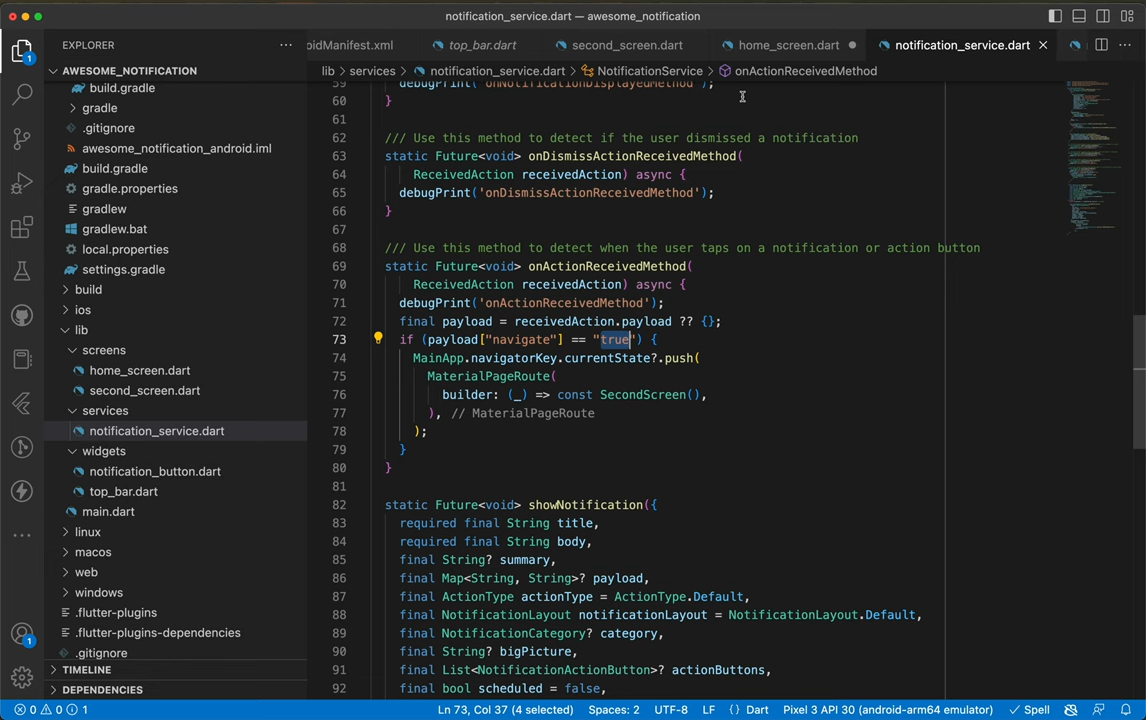 notification_service.dart — awesome_notification
EXPLORER
oidManifest.xml
top_bar.dart
second_screen.dart
home_screen.dart
notification_service.dart
AWESOME_NOTIFICATION
lib > services > notification_service.dart > NotificationService > onActionReceivedMethod
build.gradle
gradle
.gitignore
awesome_notification_android.iml
build.gradle
gradle.properties
gradlew
gradlew.bat
local.properties
settings.gradle
build
ios
lib
screens
home_screen.dart
second_screen.dart
services
notification_service.dart
widgets
notification_button.dart
top_bar.dart
main.dart
linux
macos
web
windows
.flutter-plugins
.flutter-plugins-dependencies
.gitignore
TIMELINE
DEPENDENCIES
59 debugPrint('onNotificationDisplayedMethod');
60 }
61
62 /// Use this method to detect if the user dismissed a notification
63 static Future<void> onDismissActionReceivedMethod(
64 ReceivedAction receivedAction) async {
65 debugPrint('onDismissActionReceivedMethod');
66 }
67
68 /// Use this method to detect when the user taps on a notification or action button
69 static Future<void> onActionReceivedMethod(
70 ReceivedAction receivedAction) async {
71 debugPrint('onActionReceivedMethod');
72 final payload = receivedAction.payload ?? {};
73 if (payload["navigate"] == "true") {
74 MainApp.navigatorKey.currentState?.push(
75 MaterialPageRoute(
76 builder: (_) => const SecondScreen(),
77 ), // MaterialPageRoute
78 );
79 }
80 }
81
82 static Future<void> showNotification({
83 required final String title,
84 required final String body,
85 final String? summary,
86 final Map<String, String>? payload,
87 final ActionType actionType = ActionType.Default,
88 final NotificationLayout notificationLayout = NotificationLayout.Default,
89 final NotificationCategory? category,
90 final String? bigPicture,
91 final List<NotificationActionButton>? actionButtons,
92 final bool scheduled = false,
1
1
0 0 1
Ln 73, Col 37 (4 selected) Spaces: 2 UTF-8 LF {} Dart Pixel 3 API 30 (android-arm64 emulator) Spell